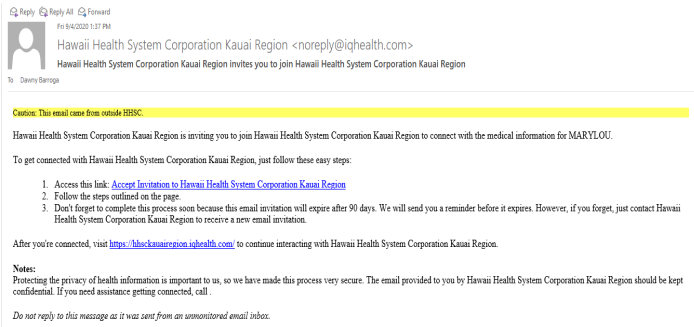 Reply Reply All Forward
Fri 9/4/2020 1:37 PM
Hawaii Health System Corporation Kauai Region <noreply@iqhealth.com>
Hawaii Health System Corporation Kauai Region invites you to join Hawaii Health System Corporation Kauai Region
To Dawny Barroga
Caution: This email came from outside HHSC.
Hawaii Health System Corporation Kauai Region is inviting you to join Hawaii Health System Corporation Kauai Region to connect with the medical information for MARYLOU.
To get connected with Hawaii Health System Corporation Kauai Region, just follow these easy steps:
1. Access this link: Accept Invitation to Hawaii Health System Corporation Kauai Region
2. Follow the steps outlined on the page.
3. Don't forget to complete this process soon because this email invitation will expire after 90 days. We will send you a reminder before it expires. However, if you forget, just contact Hawaii
Health System Corporation Kauai Region to receive a new email invitation.
After you're connected, visit https://hhsckauairegion.iqhealth.com/ to continue interacting with Hawaii Health System Corporation Kauai Region.
Notes:
Protecting the privacy of health information is important to us, so we have made this process very secure. The email provided to you by Hawaii Health System Corporation Kauai Region should be kept
confidential. If you need assistance getting connected, call .
Do not reply to this message as it was sent from an unmonitored email inbox.